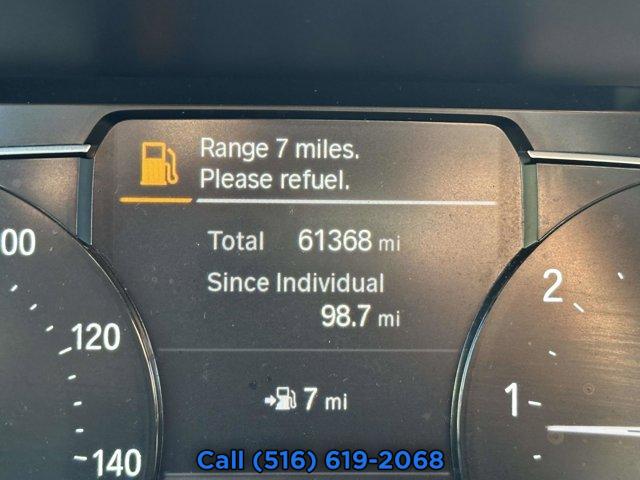 Range 7 miles.
Please refuel.
Total 61368 mi
Since Individual
98.7 mi
7 mi
00
120
140
2
1
Call (516) 619-2068